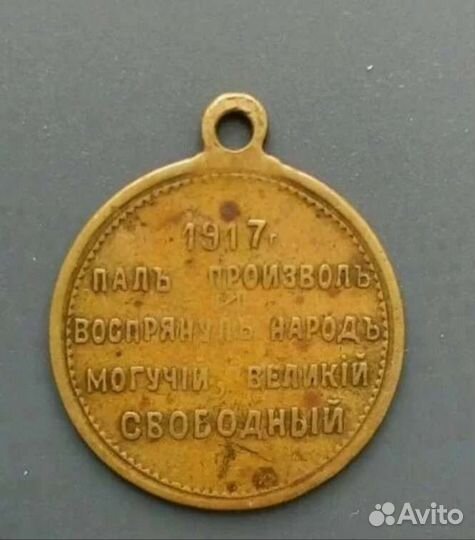 1917 г
ПАЛЪ ПРОИЗВОЛЪ
И
ВОСПРЯНУЛЪ НАРОДЪ
МОГУЧІЙ, ВЕЛИКІЙ
СВОБОДНЫЙ
Avito